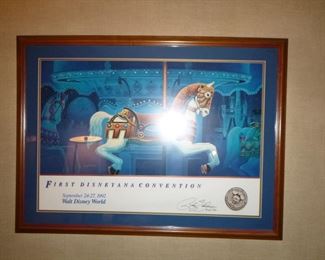 FIRST DISNEYANA CONVENTION
September 24-27, 1992
Walt Disney World